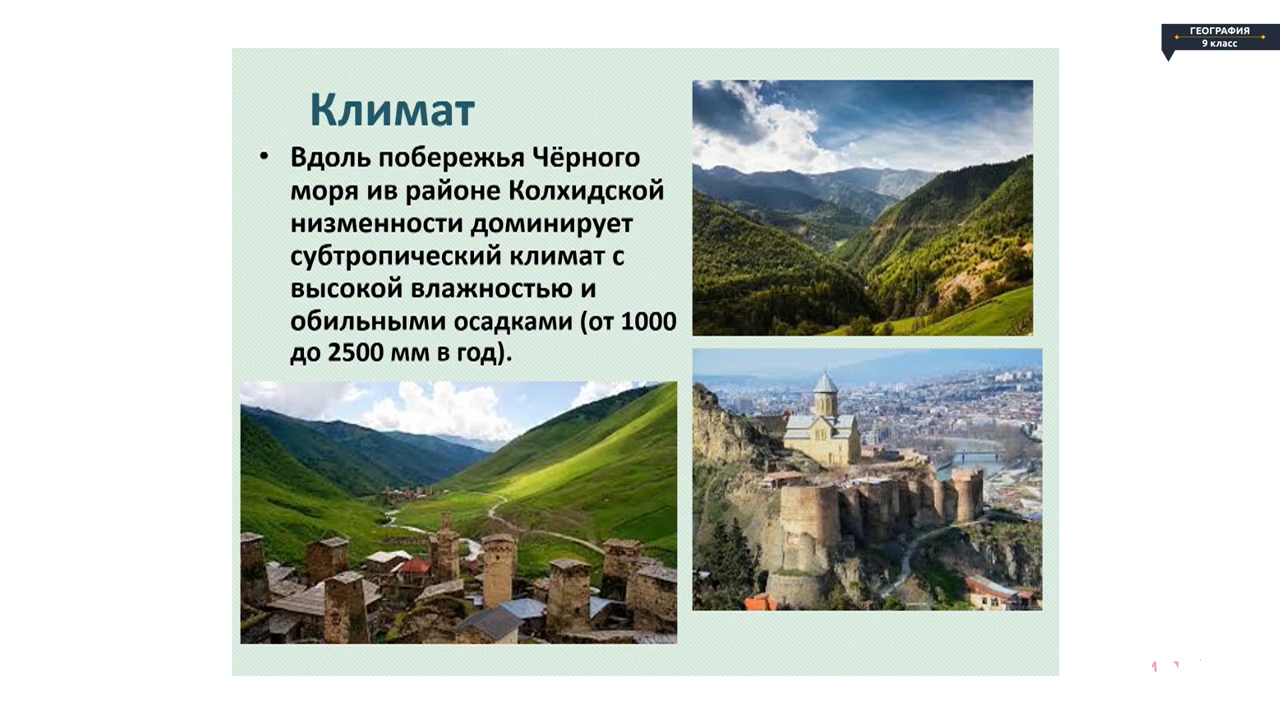 ГЕОГРАФИЯ
9 класс
Климат
• Вдоль побережья Чёрного
моря ив районе Колхидской
низменности доминирует
субтропический климат с
высокой влажностью и
обильными осадками (от 1000
до 2500 мм в год).